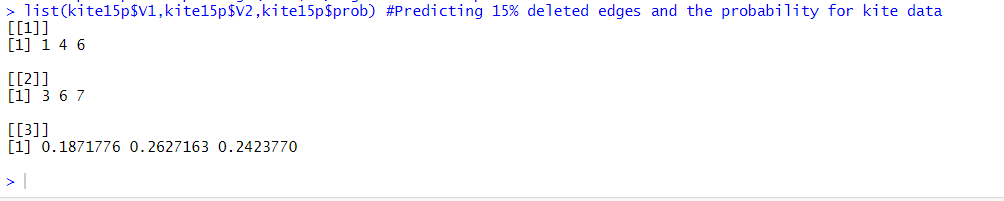 > list(kite15p$V1,kite15p$V2,kite15p$prob) #Predicting 15% deleted edges and the probability for kite data
[[1]]
[1] 1 4 6
[[2]]
[1] 3 6 7
[[3]]
[1] 0.1871776 0.2627163 0.2423770
>